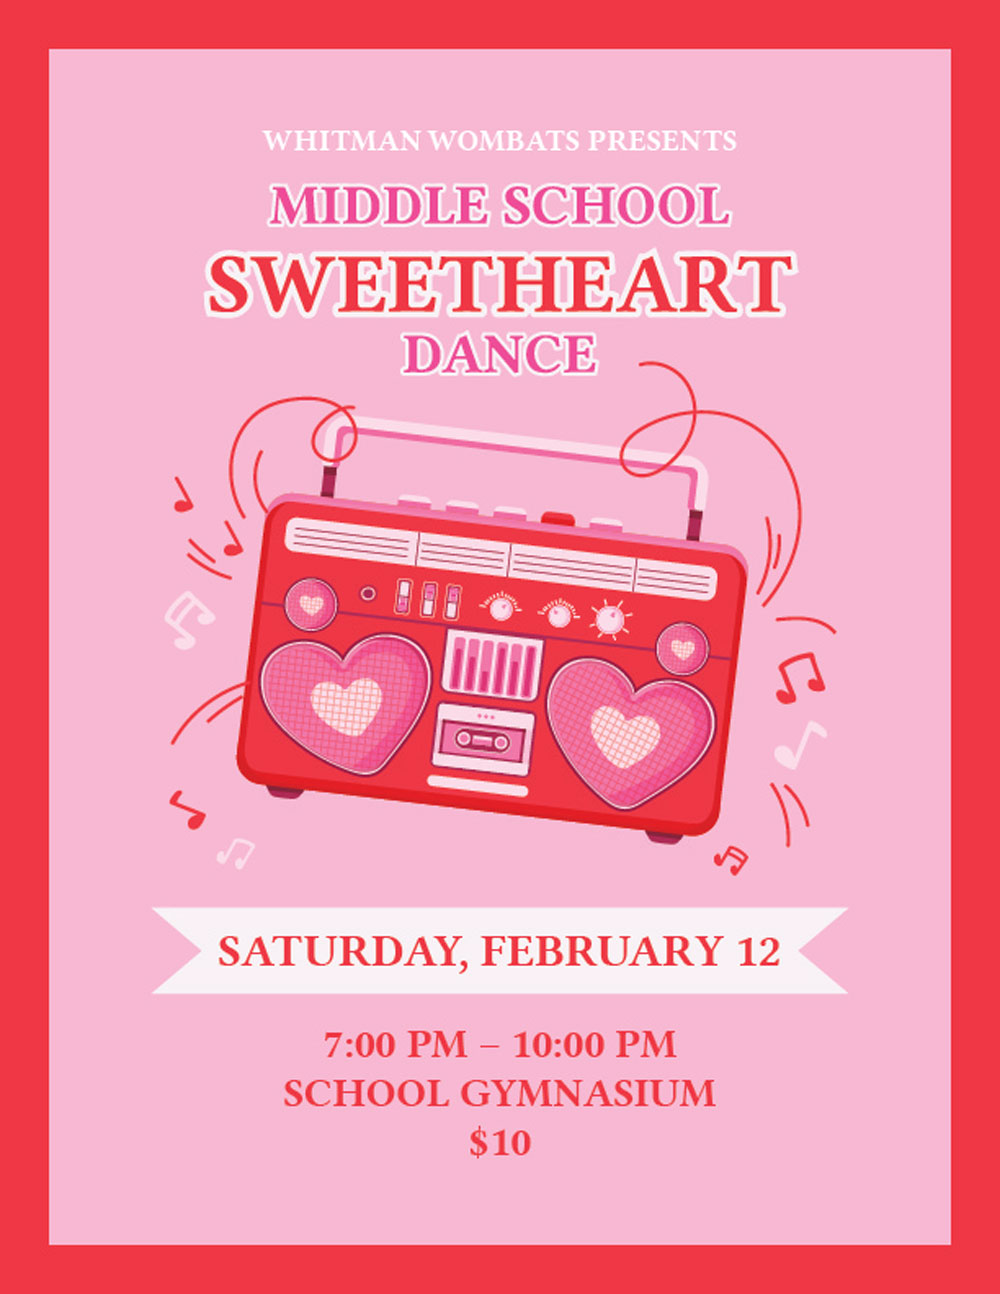 WHITMAN WOMBATS PRESENTS
MIDDLE SCHOOL
SWEETHEART
DANCE
SATURDAY, FEBRUARY 12
7:00 PM – 10:00 PM
SCHOOL GYMNASIUM
$10